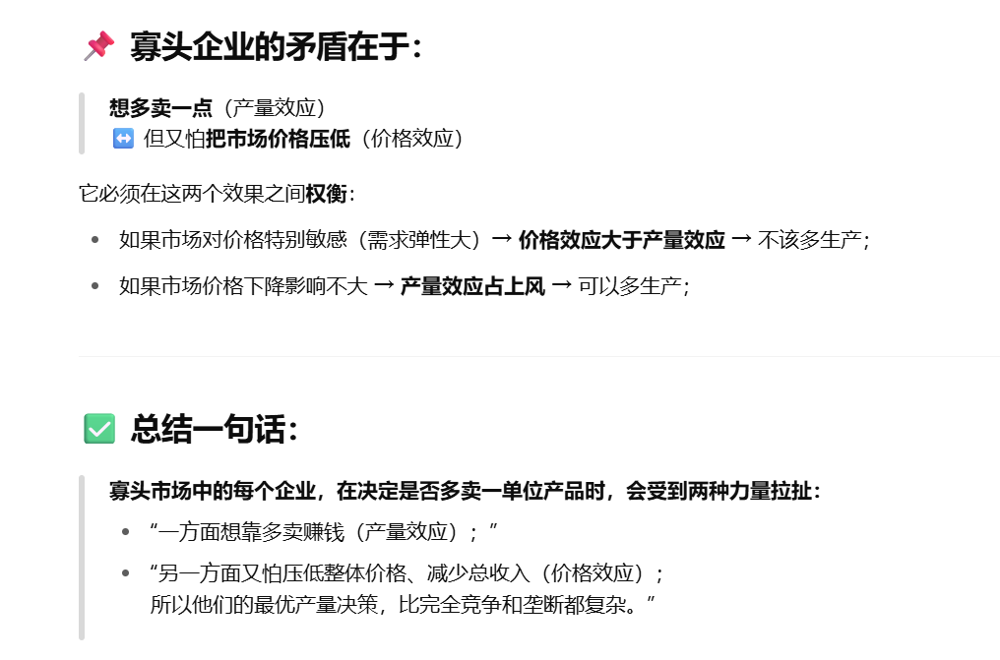 📌 寡头企业的矛盾在于：
想多卖一点（产量效应）
↔️ 但又怕把市场价格压低（价格效应）
它必须在这两个效果之间权衡：
• 如果市场对价格特别敏感（需求弹性大）→ 价格效应大于产量效应 → 不该多生产；
• 如果市场价格下降影响不大 → 产量效应占上风 → 可以多生产；
✅ 总结一句话：
寡头市场中的每个企业，在决定是否多卖一单位产品时，会受到两种力量拉扯：
• “一方面想靠多卖赚钱（产量效应）；”
• “另一方面又怕压低整体价格、减少总收入（价格效应）；
所以他们的最优产量决策，比完全竞争和垄断都复杂。”